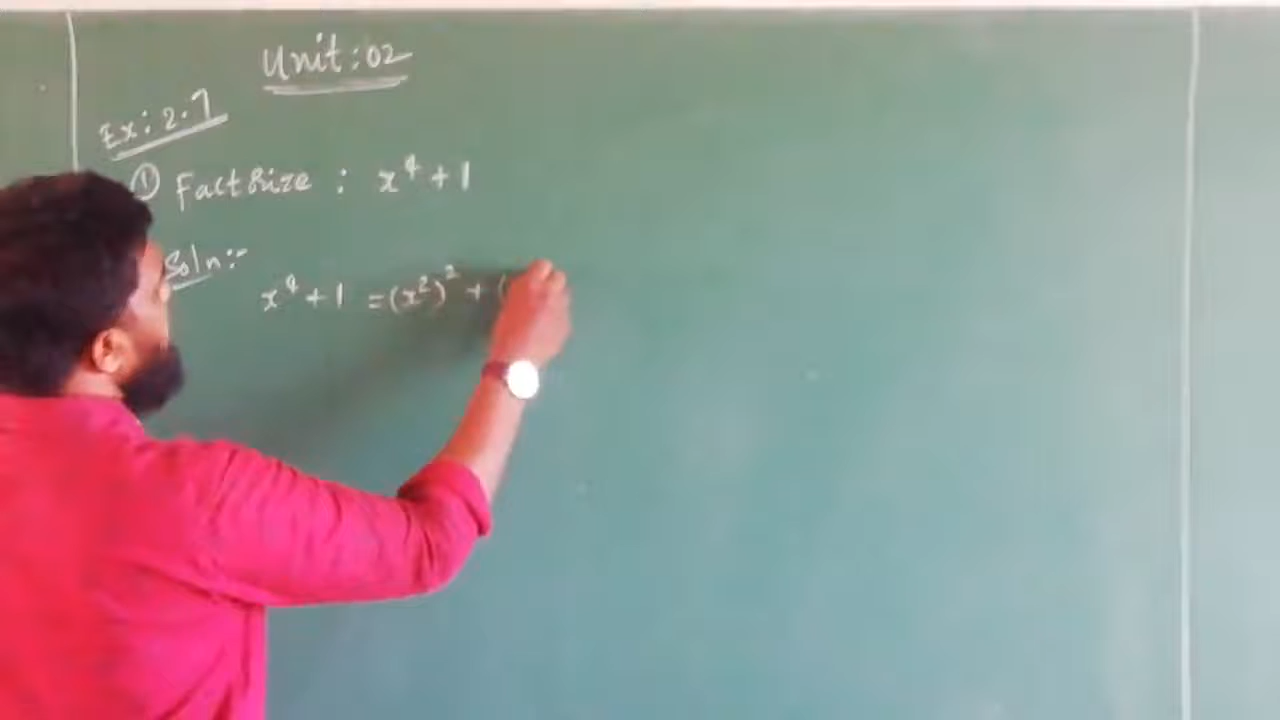 Unit : 02
Ex : 2.7
① Factorize : x⁴ + 1
Soln :-
x⁴ + 1 = (x²)² + (